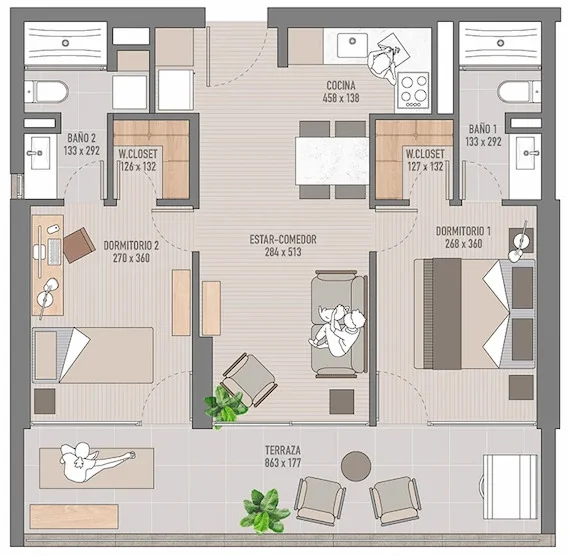 COCINA
458 x 138
BAÑO 2
133 x 292
W.CLOSET
126 x 132
W.CLOSET
127 x 132
BAÑO 1
133 x 292
DORMITORIO 2
270 x 360
ESTAR-COMEDOR
284 x 513
DORMITORIO 1
268 x 360
TERRAZA
863 x 177